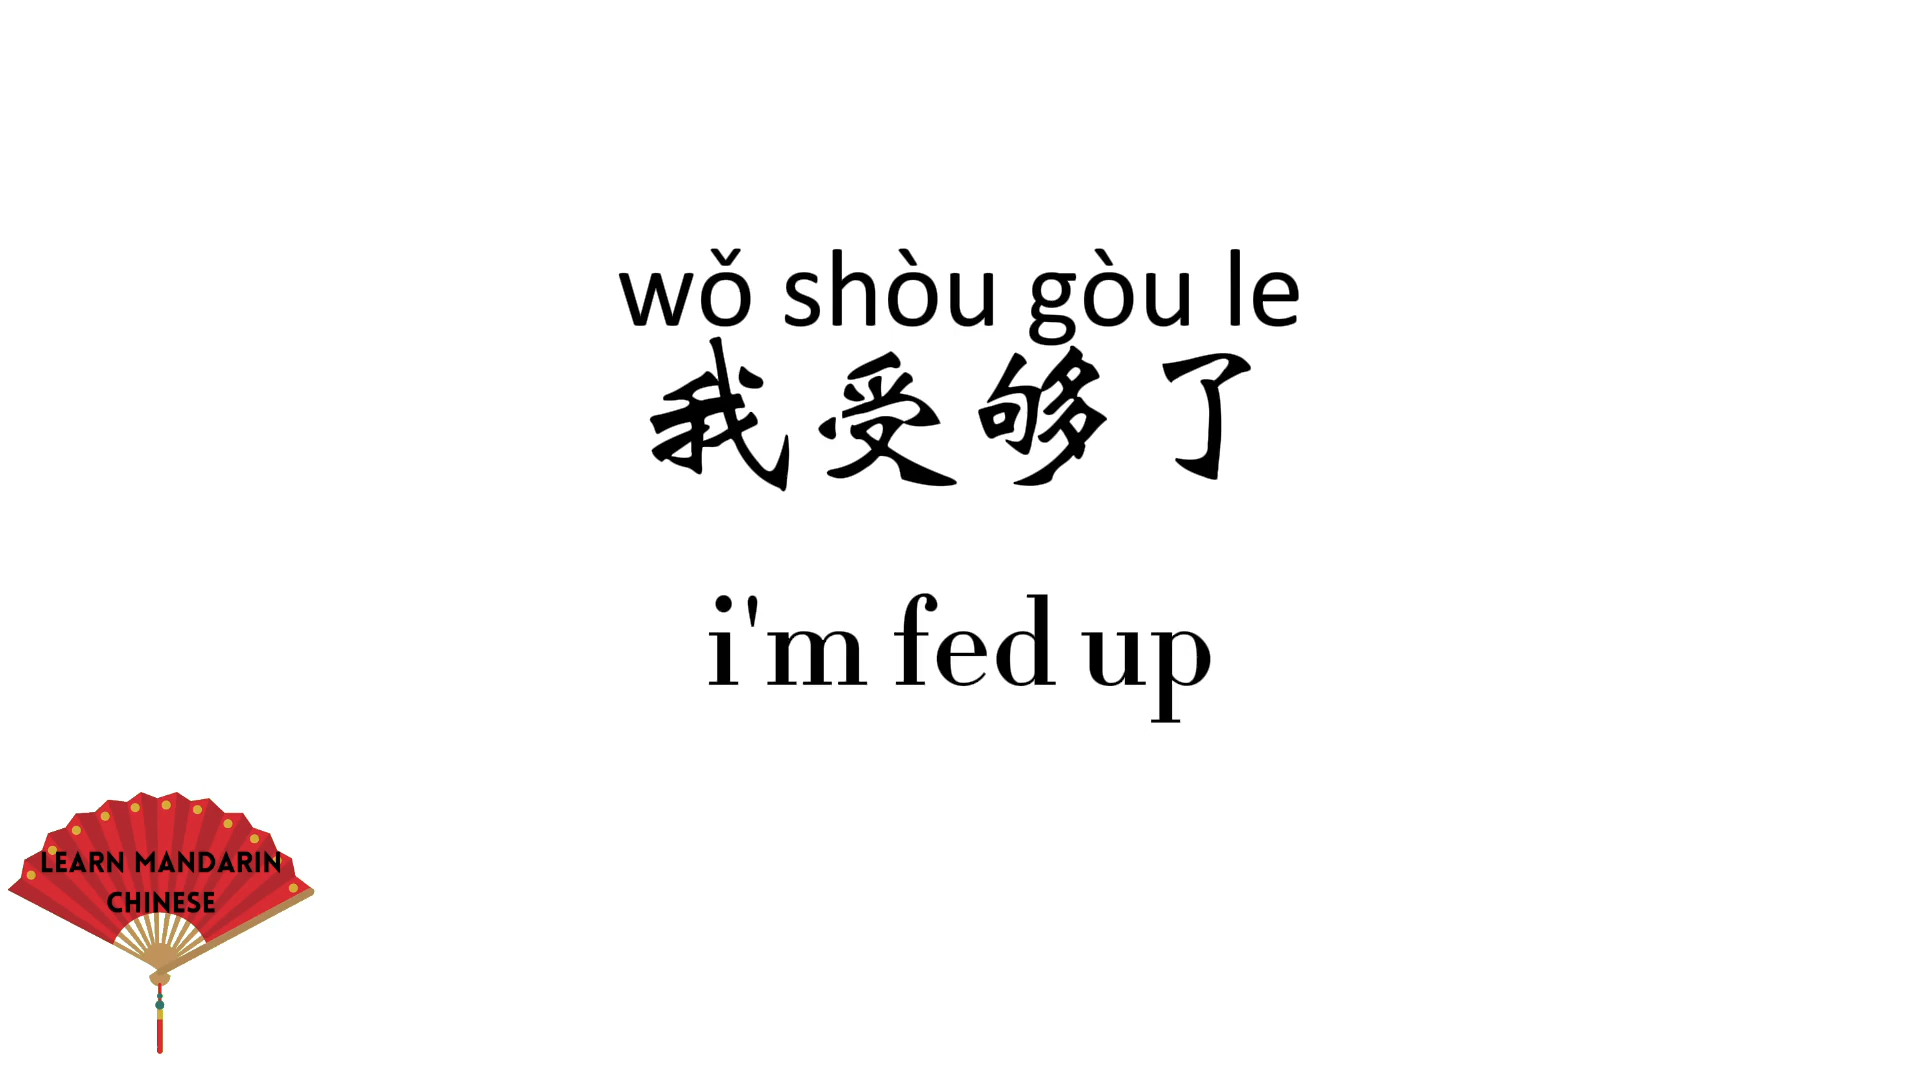 wǒ shòu gòu le
我受够了
i'm fed up
LEARN MANDARIN
CHINESE